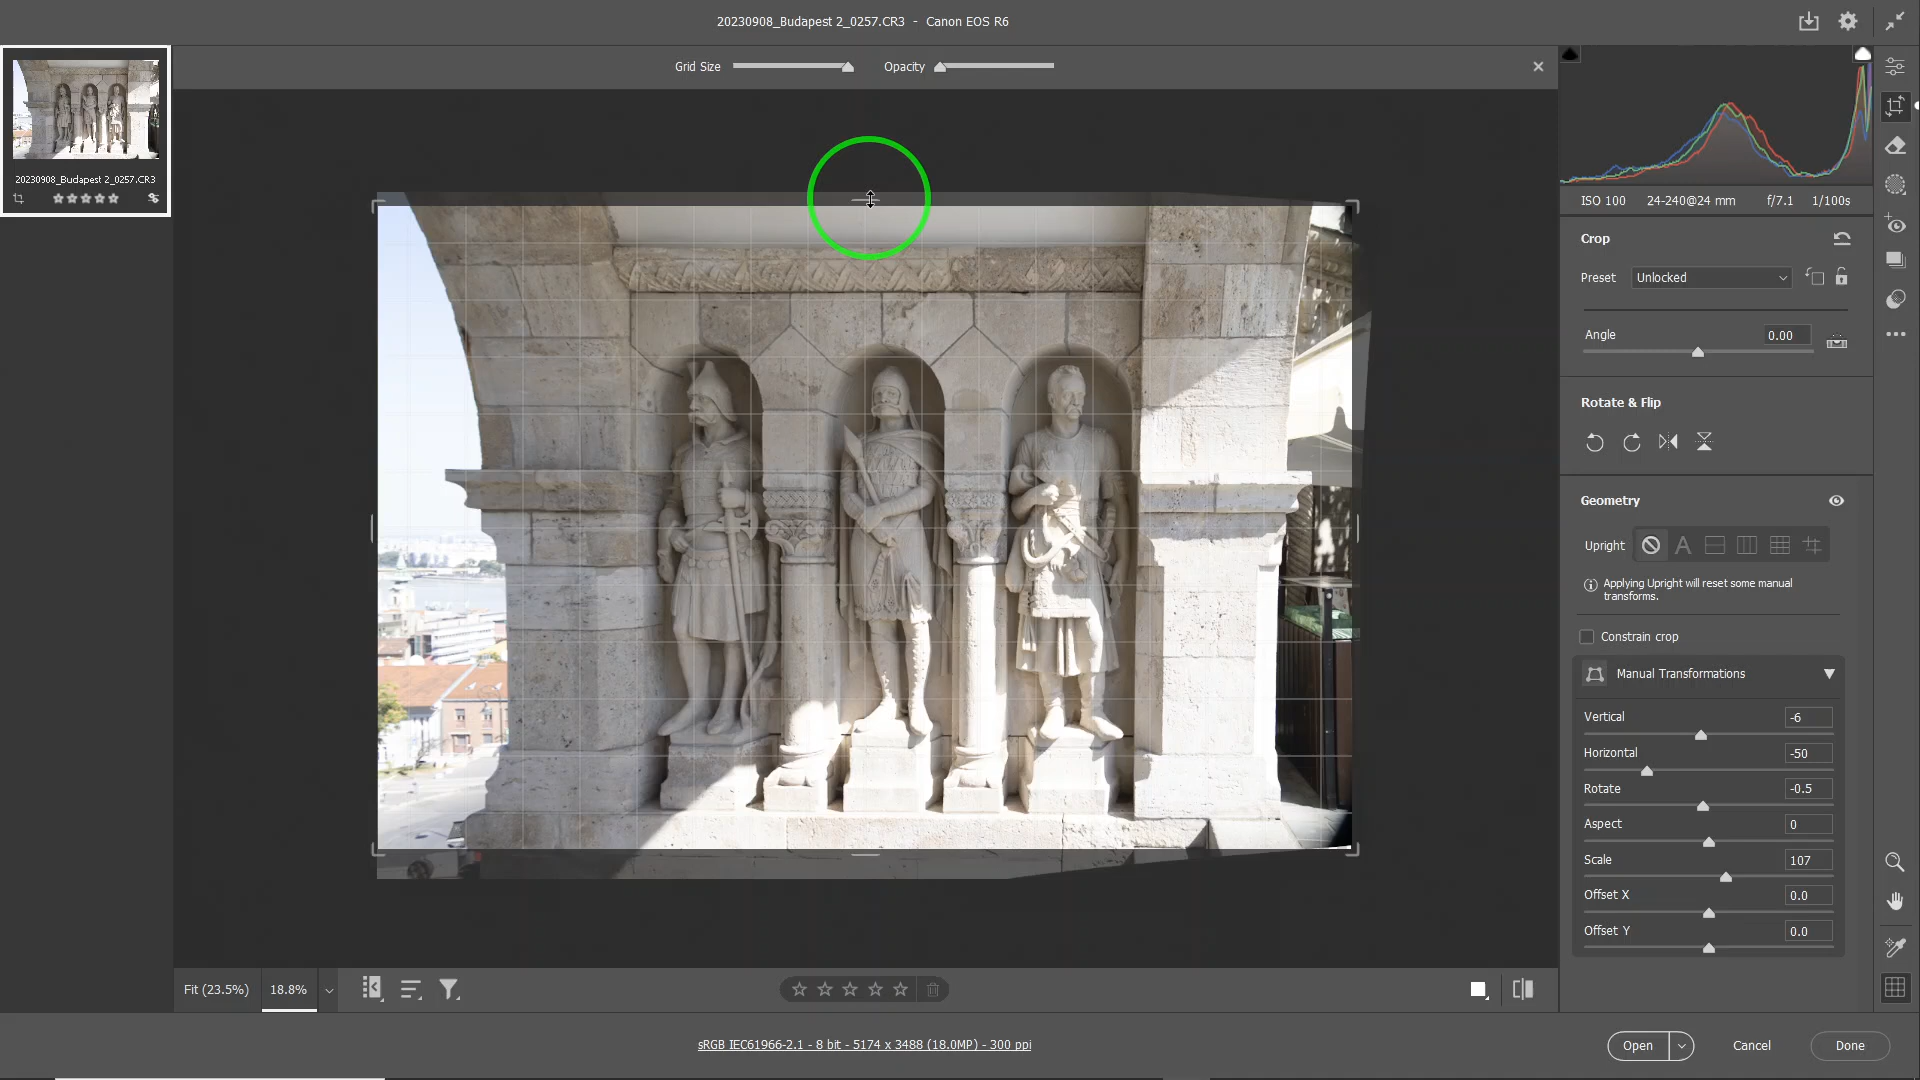 20230908_Budapest 2_0257.CR3 - Canon EOS R6
Grid Size
Opacity
20230908_Budapest 2_0257.CR3
ISO 100 24-240@24 mm f/7.1 1/100s
Crop
Preset Unlocked
Angle 0.00
Rotate & Flip
Geometry
Upright A
Applying Upright will reset some manual
transforms.
Constrain crop
Manual Transformations
Vertical -6
Horizontal -50
Rotate -0.5
Aspect 0
Scale 107
Offset X 0.0
Offset Y 0.0
Fit (23.5%) 18.8%
sRGB IEC61966-2.1 - 8 bit - 5174 x 3488 (18.0MP) - 300 ppi
Open Cancel Done